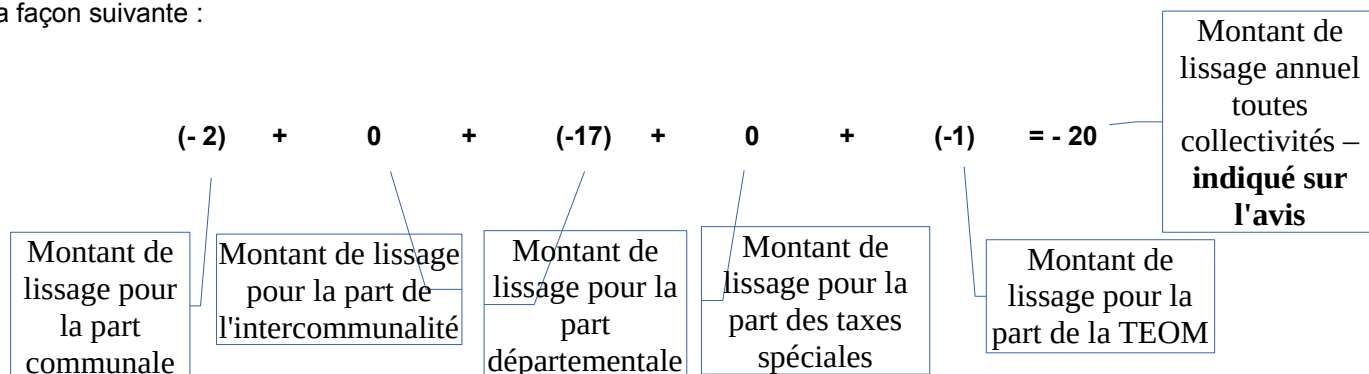 a façon suivante :
Montant de
lissage annuel
toutes
collectivités –
indiqué sur
l'avis
(- 2) + 0 + (-17) + 0 + (-1) = - 20
Montant de
lissage pour
la part
communale
Montant de lissage
pour la part de
l'intercommunalité
Montant de
lissage pour la
part
départementale
Montant de
lissage pour la
part des taxes
spéciales
Montant de
lissage pour la
part de la TEOM